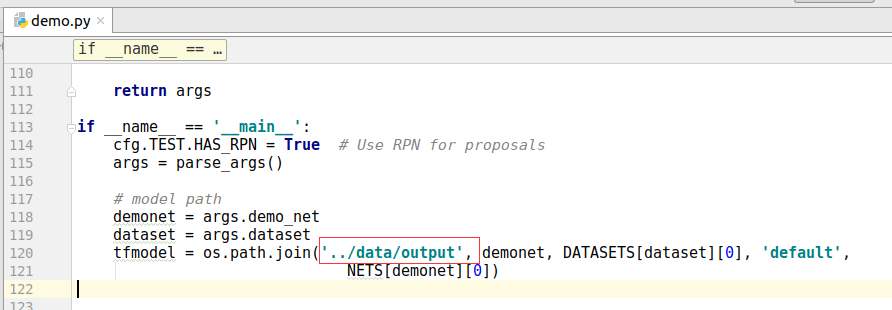 demo.py
if __name__ == …
110
111 return args
112
113 if __name__ == '__main__':
114 cfg.TEST.HAS_RPN = True # Use RPN for proposals
115 args = parse_args()
116
117 # model path
118 demonet = args.demo_net
119 dataset = args.dataset
120 tfmodel = os.path.join('../data/output', demonet, DATASETS[dataset][0], 'default',
121 NETS[demonet][0])
122
123